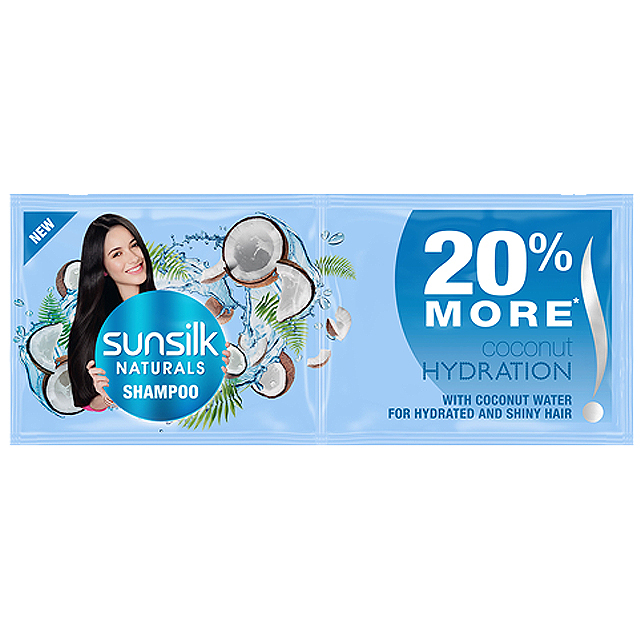 NEW
sunsilk
NATURALS
SHAMPOO
20%
MORE*
coconut
HYDRATION
WITH COCONUT WATER
FOR HYDRATED AND SHINY HAIR